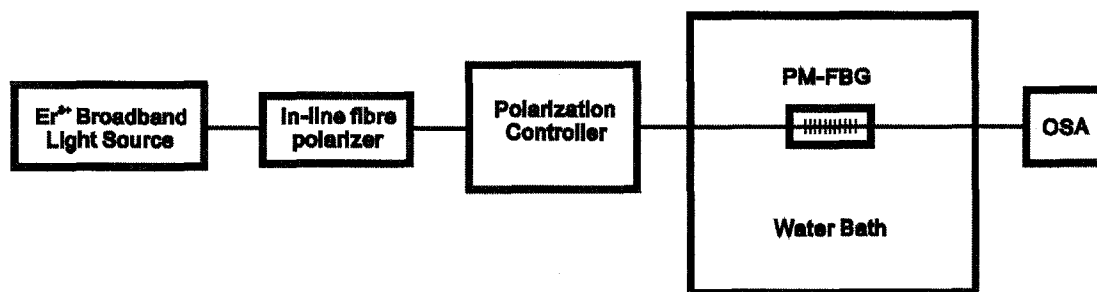 Er³⁺ Broadband
Light Source
In-line fibre
polarizer
Polarization
Controller
PM-FBG
Water Bath
OSA